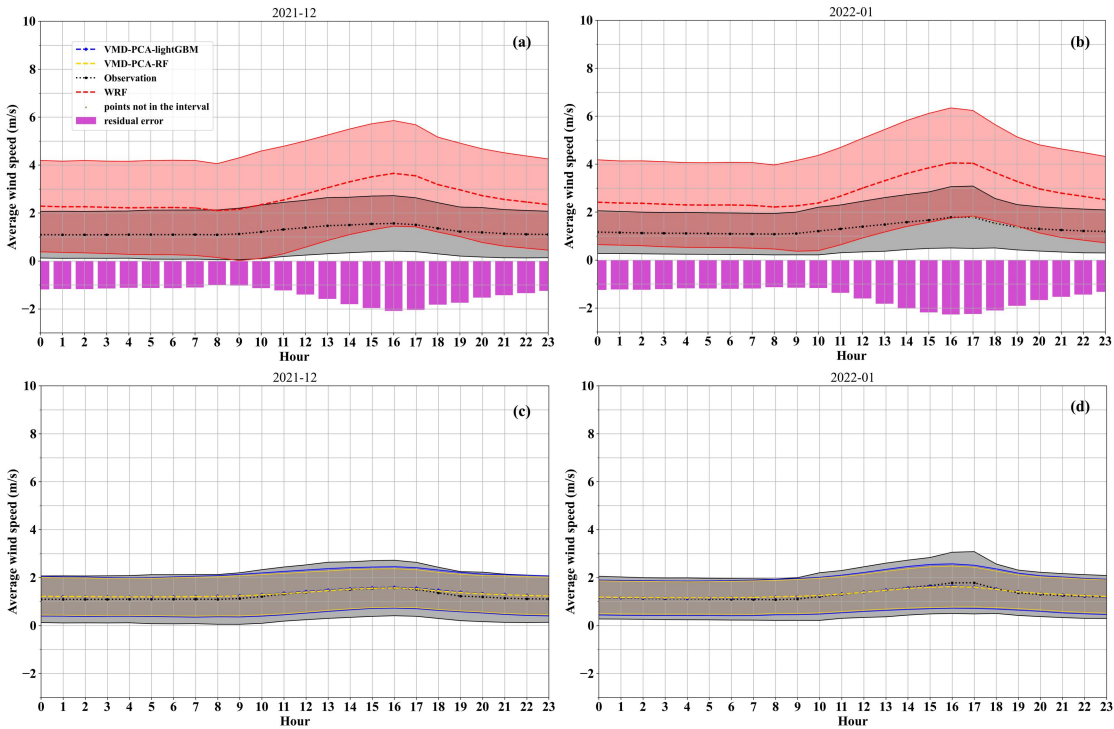 2021-12
2022-01
(a)
(b)
10
8
6
4
2
0
−2
Average wind speed (m/s)
VMD-PCA-lightGBM
VMD-PCA-RF
Observation
WRF
points not in the interval
residual error
0 1 2 3 4 5 6 7 8 9 10 11 12 13 14 15 16 17 18 19 20 21 22 23
Hour
10
8
6
4
2
0
−2
Average wind speed (m/s)
0 1 2 3 4 5 6 7 8 9 10 11 12 13 14 15 16 17 18 19 20 21 22 23
Hour
2021-12
2022-01
(c)
(d)
10
8
6
4
2
0
−2
Average wind speed (m/s)
0 1 2 3 4 5 6 7 8 9 10 11 12 13 14 15 16 17 18 19 20 21 22 23
Hour
10
8
6
4
2
0
−2
Average wind speed (m/s)
0 1 2 3 4 5 6 7 8 9 10 11 12 13 14 15 16 17 18 19 20 21 22 23
Hour